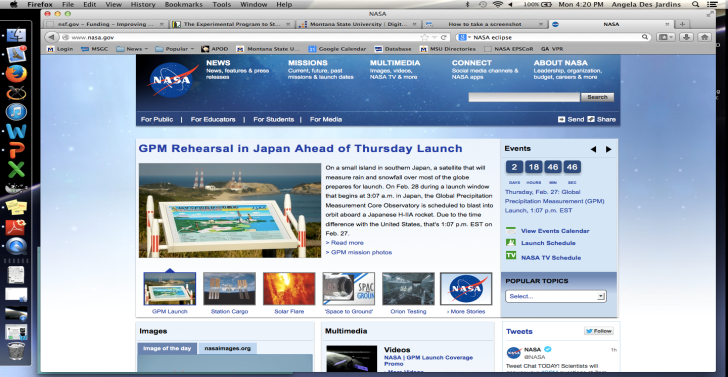 Firefox File Edit View History Bookmarks Tools Window Help
100% Mon 4:20 PM Angela Des Jardins
NASA
nsf.gov - Funding - Improving ...
The Experimental Program to St...
Montana State University | Digit...
How to take a screenshot
NASA
www.nasa.gov
NASA eclipse
Login MSGC News Popular APOD Montana State U... Google Calendar Database MSU Directories NASA EPSCoR GA VPR
NASA
NEWS
News, features & press
releases
MISSIONS
Current, future, past
missions & launch dates
MULTIMEDIA
Images, videos,
NASA TV & more
CONNECT
Social media channels &
NASA apps
ABOUT NASA
Leadership, organization,
budget, careers & more
Search
For Public | For Educators | For Students | For Media
Send Share
GPM Rehearsal in Japan Ahead of Thursday Launch
On a small island in southern Japan, a satellite that will
measure rain and snowfall over most of the globe
prepares for launch. On Feb. 28 during a launch window
that begins at 3:07 a.m. in Japan, the Global Precipitation
Measurement Core Observatory is scheduled to blast into
orbit aboard a Japanese H-IIA rocket. Due to the time
difference with the United States, that's 1:07 p.m. EST on
Feb. 27.
> Read more
> GPM mission photos
GPM Launch
Station Cargo
Solar Flare
'Space to Ground'
Orion Testing
› More Stories
Events
2 18 46 46
DAYS HOURS MIN SEC
Thursday, Feb. 27: Global
Precipitation Measurement (GPM)
Launch, 1:07 p.m. EST
View Events Calendar
Launch Schedule
TV NASA TV Schedule
POPULAR TOPICS
Select...
Images
Image of the day nasaimages.org
Multimedia
Videos
NASA | GPM Launch Coverage
Promo
Tweets
Follow
NASA 1h
@NASA
Tweet Chat TODAY! Scientists will